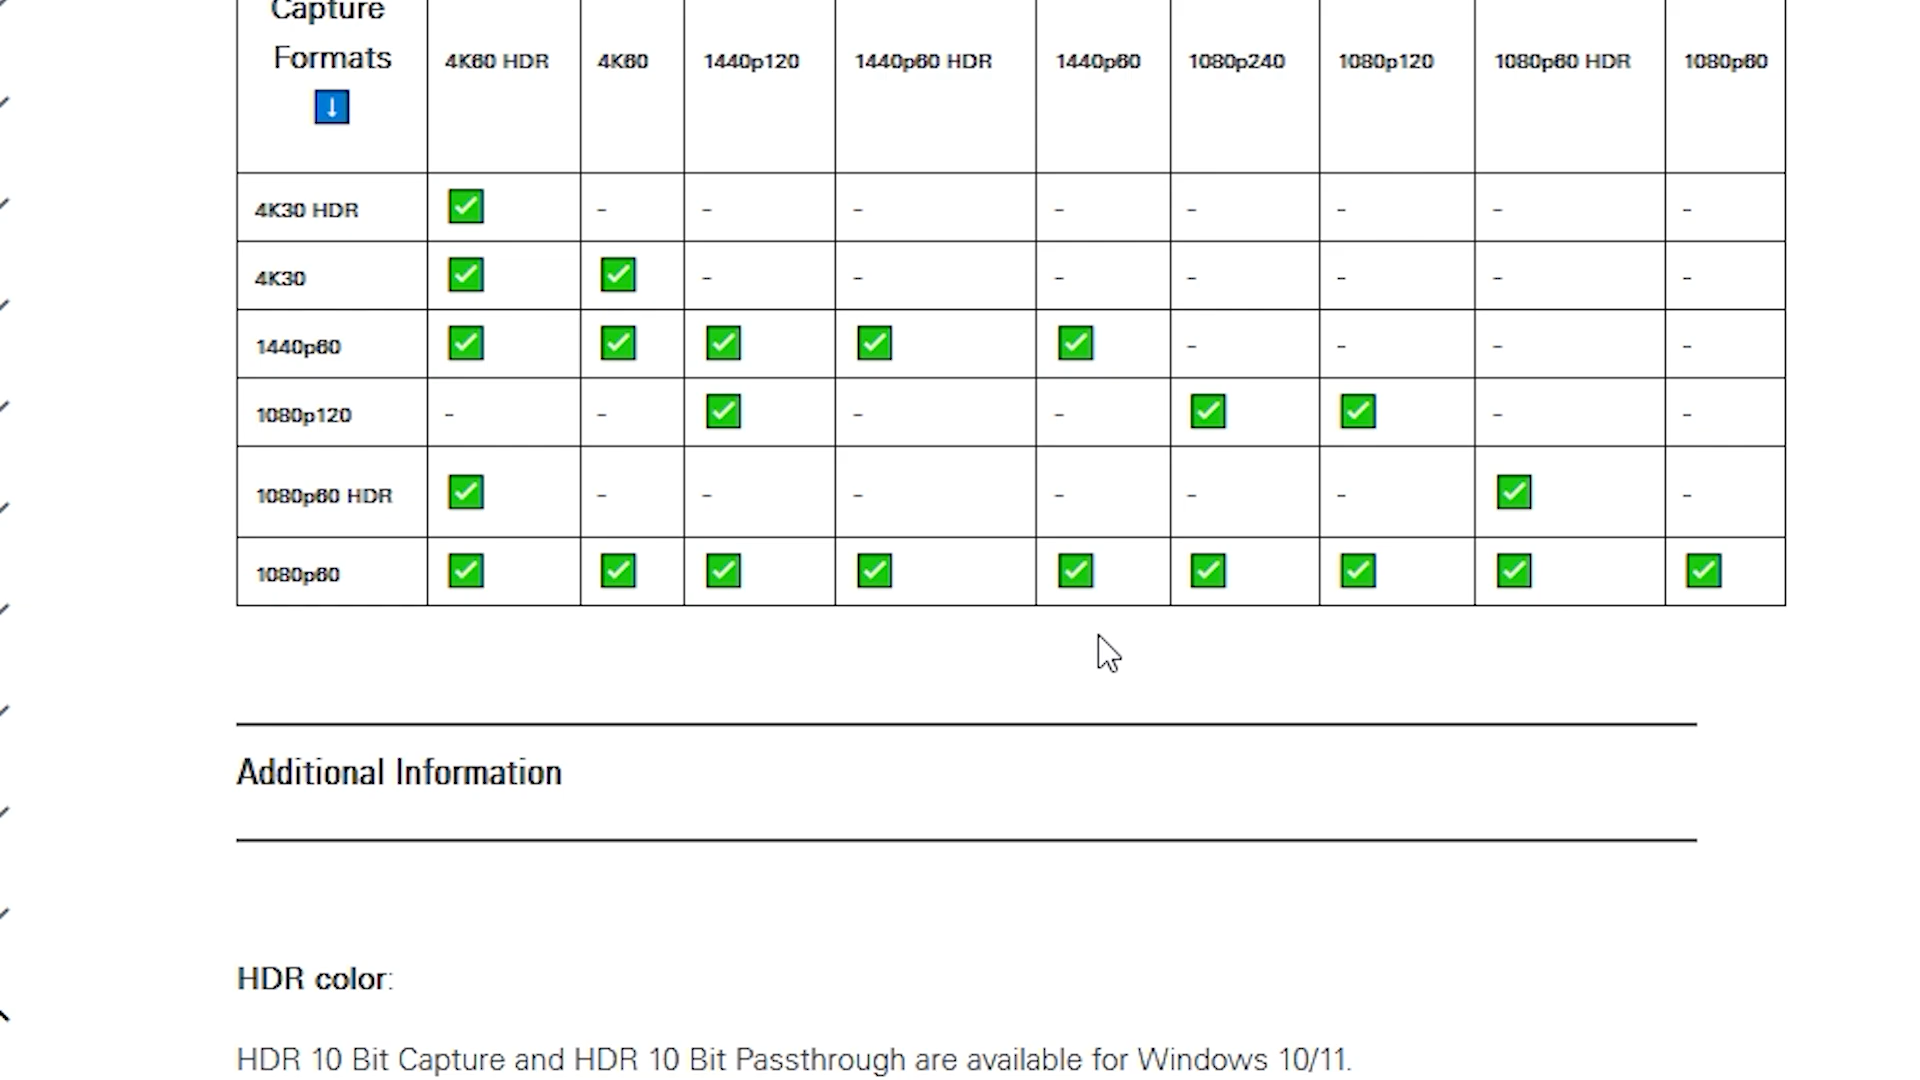 Capture
Formats
↓
4K60 HDR 4K60 1440p120 1440p60 HDR 1440p60 1080p240 1080p120 1080p60 HDR 1080p60
4K30 HDR ✅ - - - - - - - -
4K30 ✅ ✅ - - - - - - -
1440p60 ✅ ✅ ✅ ✅ ✅ - - - -
1080p120 - - ✅ - - ✅ ✅ - -
1080p60 HDR ✅ - - - - - - ✅ -
1080p60 ✅ ✅ ✅ ✅ ✅ ✅ ✅ ✅ ✅
Additional Information
HDR color:
HDR 10 Bit Capture and HDR 10 Bit Passthrough are available for Windows 10/11.